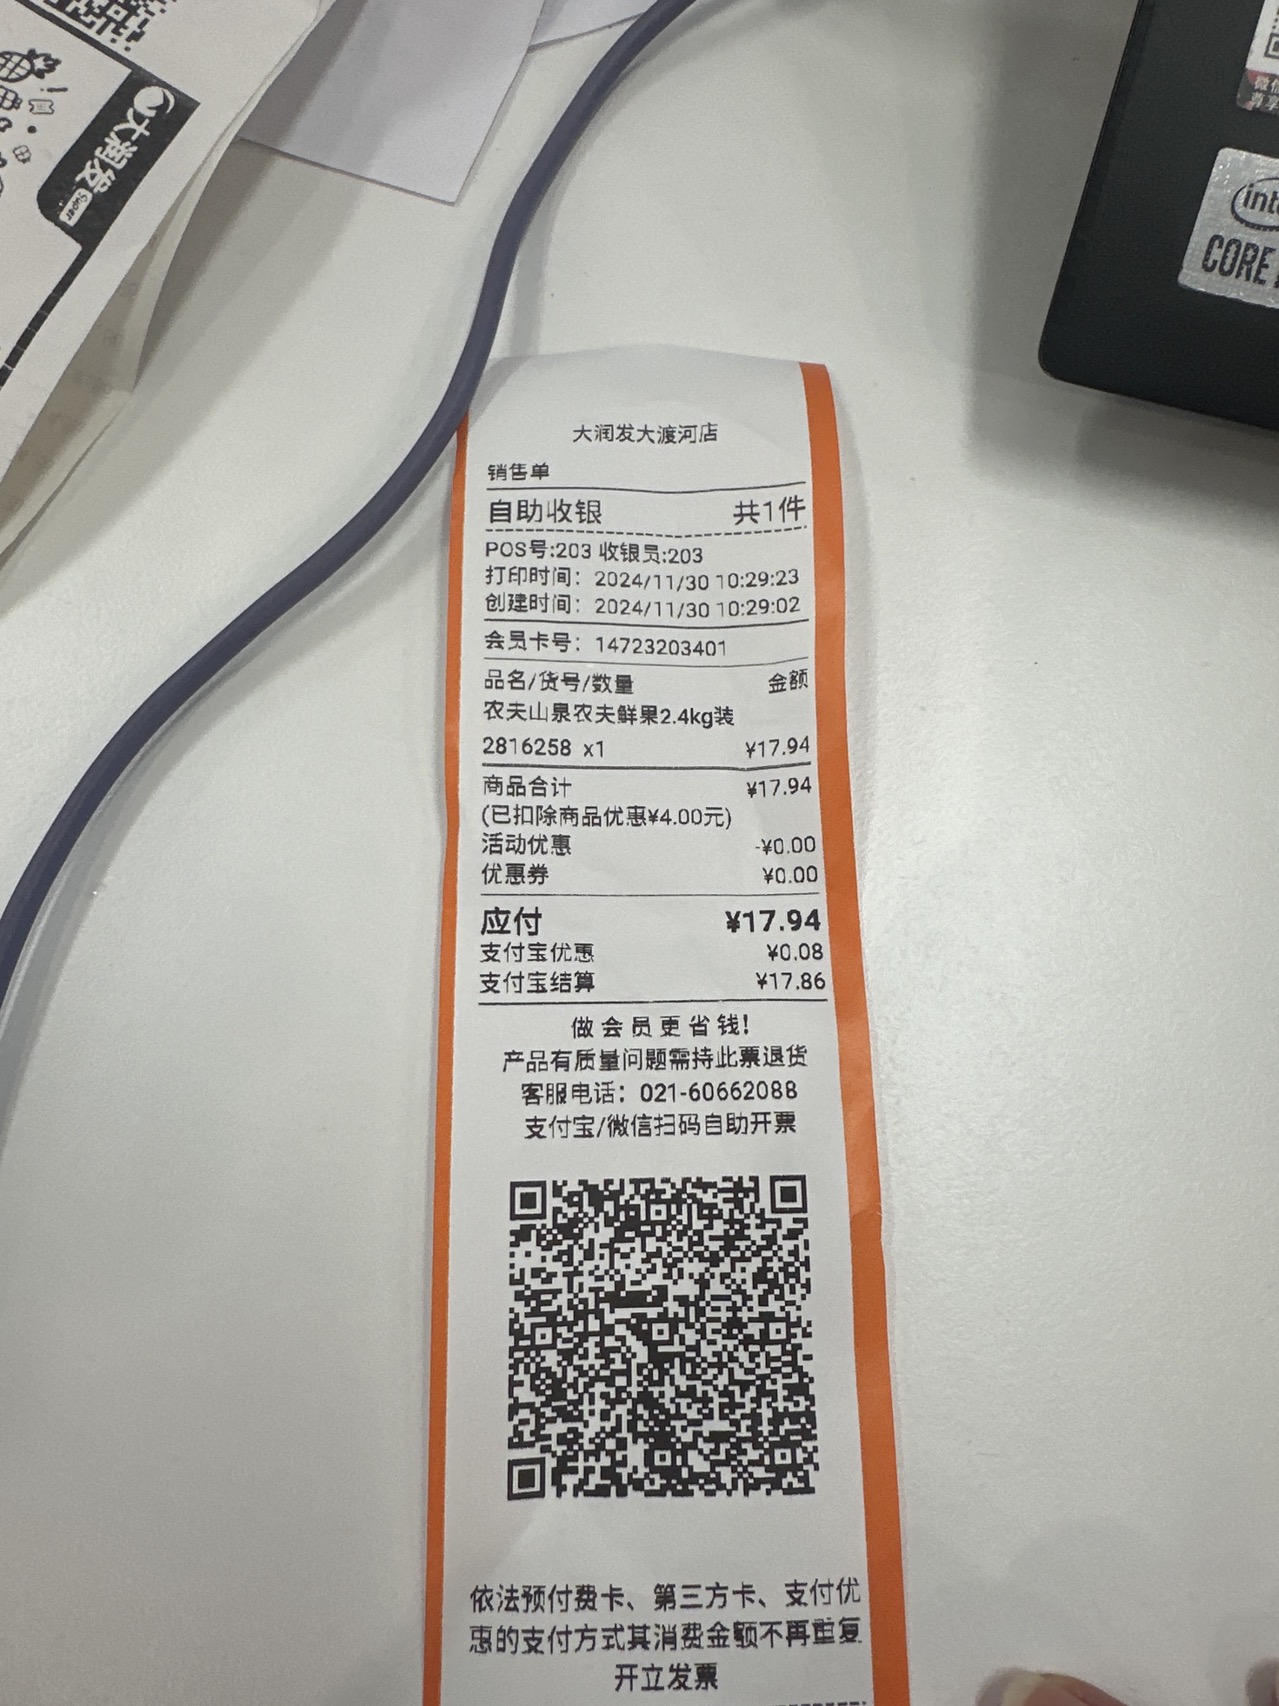 大润发
Super
微信
尊享
inte
CORE
大润发大渡河店
销售单
自助收银 共1件
POS号:203 收银员:203
打印时间：2024/11/30 10:29:23
创建时间：2024/11/30 10:29:02
会员卡号：14723203401
品名/货号/数量 金额
农夫山泉农夫鲜果2.4kg装
2816258 x1 ¥17.94
商品合计 ¥17.94
(已扣除商品优惠¥4.00元)
活动优惠 -¥0.00
优惠券 ¥0.00
应付 ¥17.94
支付宝优惠 ¥0.08
支付宝结算 ¥17.86
做会员更省钱!
产品有质量问题需持此票退货
客服电话：021-60662088
支付宝/微信扫码自助开票
依法预付费卡、第三方卡、支付优
惠的支付方式其消费金额不再重复
开立发票